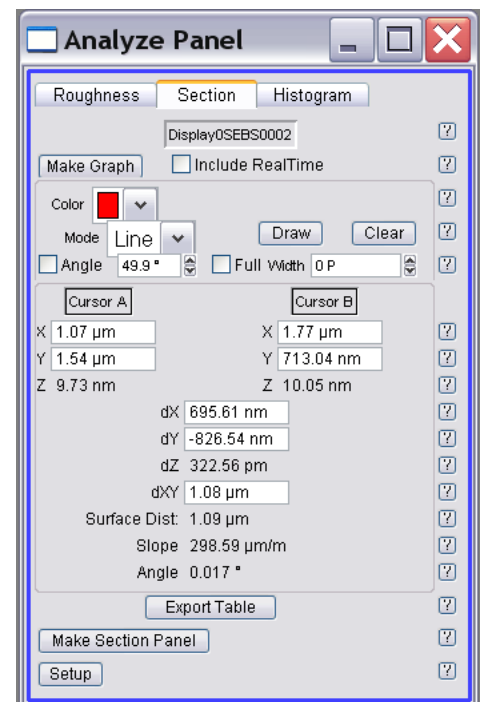 Analyze Panel
Roughness Section Histogram
Display0SEBS0002 ?
Make Graph Include RealTime ?
Color ?
Mode Line Draw Clear ?
Angle 49.9 ° Full Width 0 P ?
Cursor A Cursor B
X 1.07 µm X 1.77 µm ?
Y 1.54 µm Y 713.04 nm ?
Z 9.73 nm Z 10.05 nm ?
dX 695.61 nm ?
dY -826.54 nm ?
dZ 322.56 pm ?
dXY 1.08 µm ?
Surface Dist: 1.09 µm ?
Slope 298.59 µm/m ?
Angle 0.017 ° ?
Export Table ?
Make Section Panel ?
Setup ?